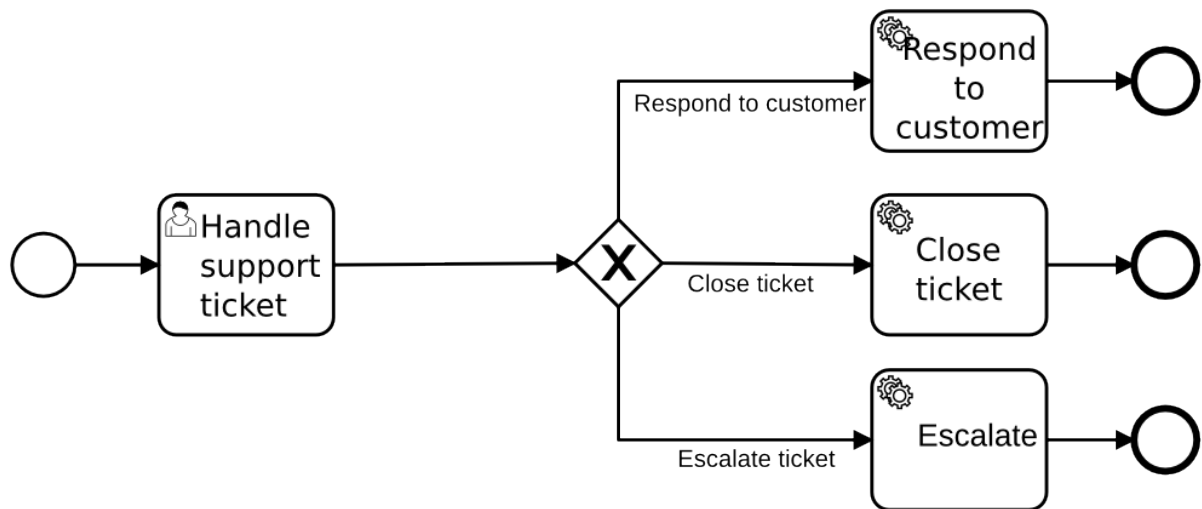 Respond
to
customer
Respond to customer
Handle
support
ticket
X
Close
ticket
Close ticket
Escalate
Escalate ticket